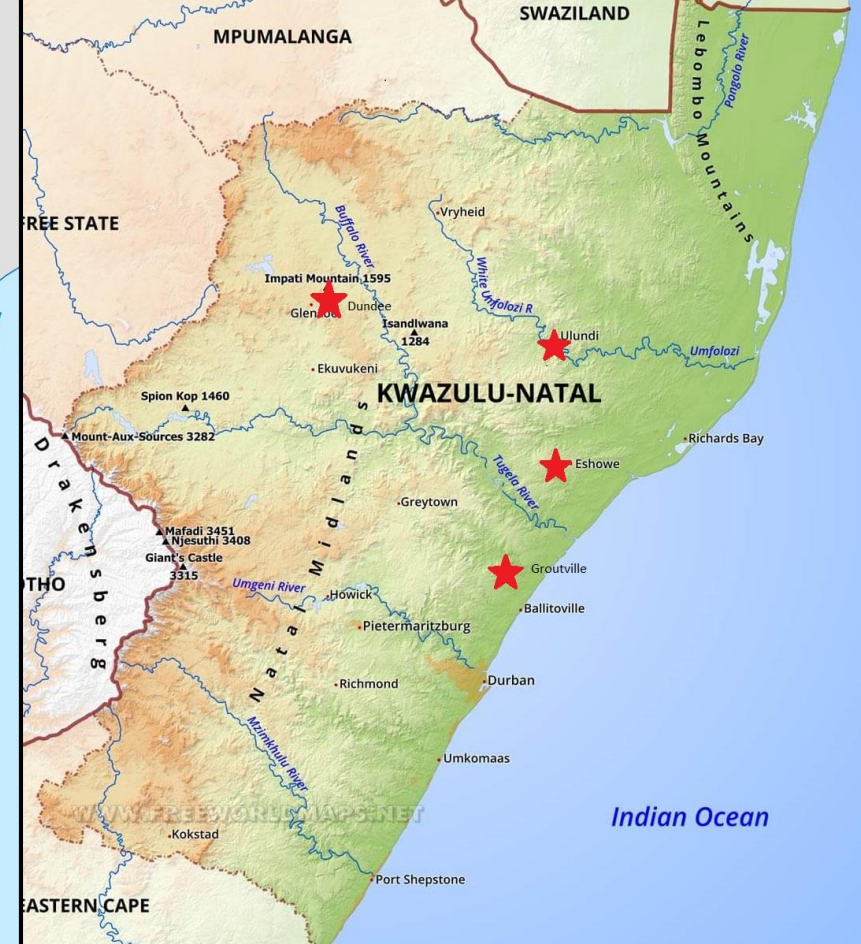 SWAZILAND
MPUMALANGA
Lebombo Mountains
Pongolo River
FREE STATE
Buffalo River
Vryheid
White Umfolozi R
Impati Mountain 1595
Dundee
Isandlwana
1284
Ulundi
Umfolozi
Ekuvukeni
KWAZULU-NATAL
Spion Kop 1460
Mount-Aux-Sources 3282
Richards Bay
Drakensberg
Natal Midlands
Tugela River
Eshowe
Greytown
Mafadi 3451
Njesuthi 3408
Giant's Castle
3315
OTHO
Umgeni River
Howick
Groutville
Ballitoville
Pietermaritzburg
Richmond
Durban
Mzimkhulu River
Umkomaas
WWW.FREEWORLDMAPS.NET
Indian Ocean
Kokstad
Port Shepstone
EASTERN CAPE